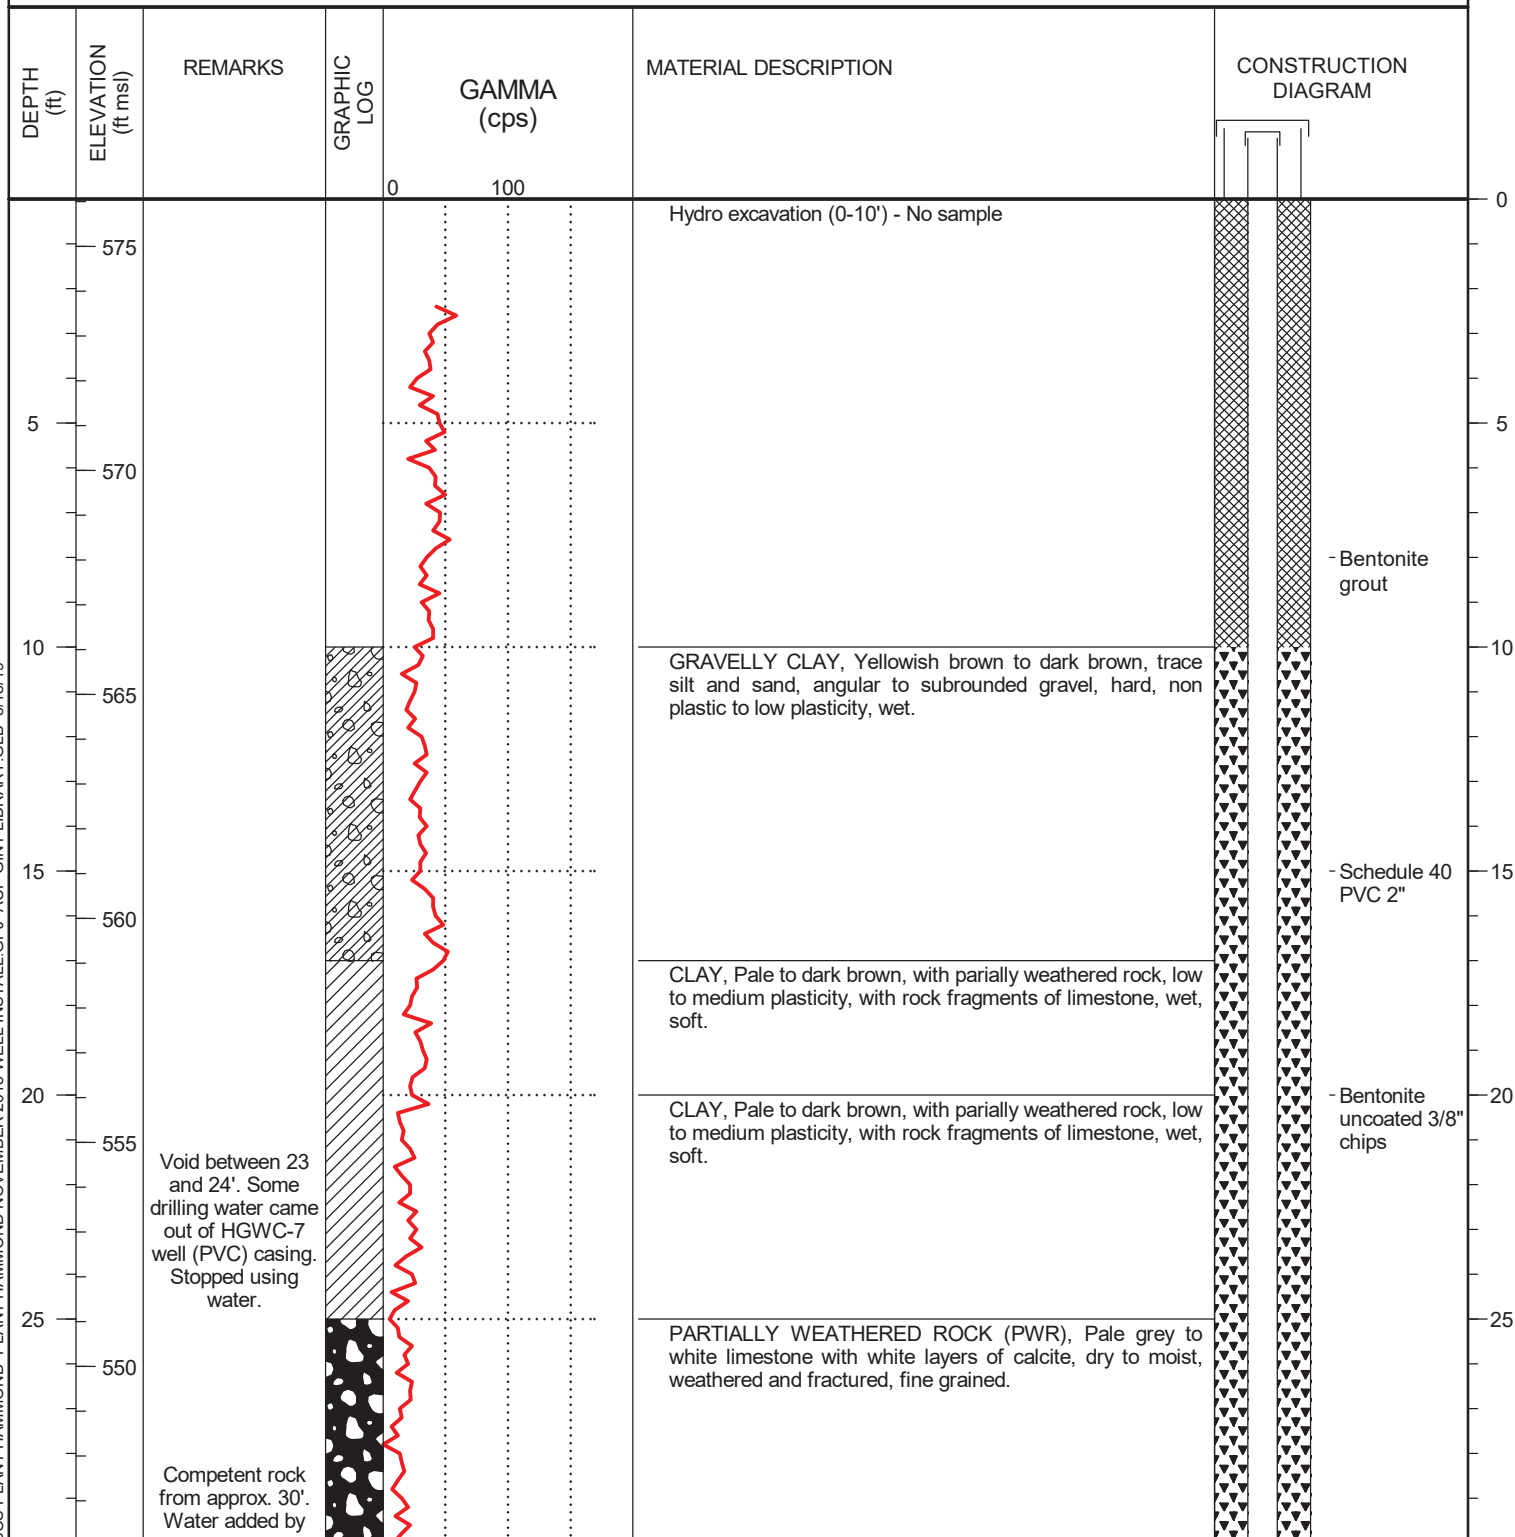 DEPTH
(ft)
ELEVATION
(ft msl)
REMARKS
GRAPHIC
LOG
GAMMA
(cps)
0
100
MATERIAL DESCRIPTION
CONSTRUCTION
DIAGRAM
0
Hydro excavation (0-10') - No sample
575
5
5
570
Bentonite
grout
10
10
GRAVELLY CLAY, Yellowish brown to dark brown, trace
silt and sand, angular to subrounded gravel, hard, non
plastic to low plasticity, wet.
565
15
15
Schedule 40
PVC 2"
560
CLAY, Pale to dark brown, with parially weathered rock, low
to medium plasticity, with rock fragments of limestone, wet,
soft.
20
20
Bentonite
uncoated 3/8"
chips
CLAY, Pale to dark brown, with parially weathered rock, low
to medium plasticity, with rock fragments of limestone, wet,
soft.
555
Void between 23
and 24'. Some
drilling water came
out of HGWC-7
well (PVC) casing.
Stopped using
water.
25
25
PARTIALLY WEATHERED ROCK (PWR), Pale grey to
white limestone with white layers of calcite, dry to moist,
weathered and fractured, fine grained.
550
Competent rock
from approx. 30'.
Water added by